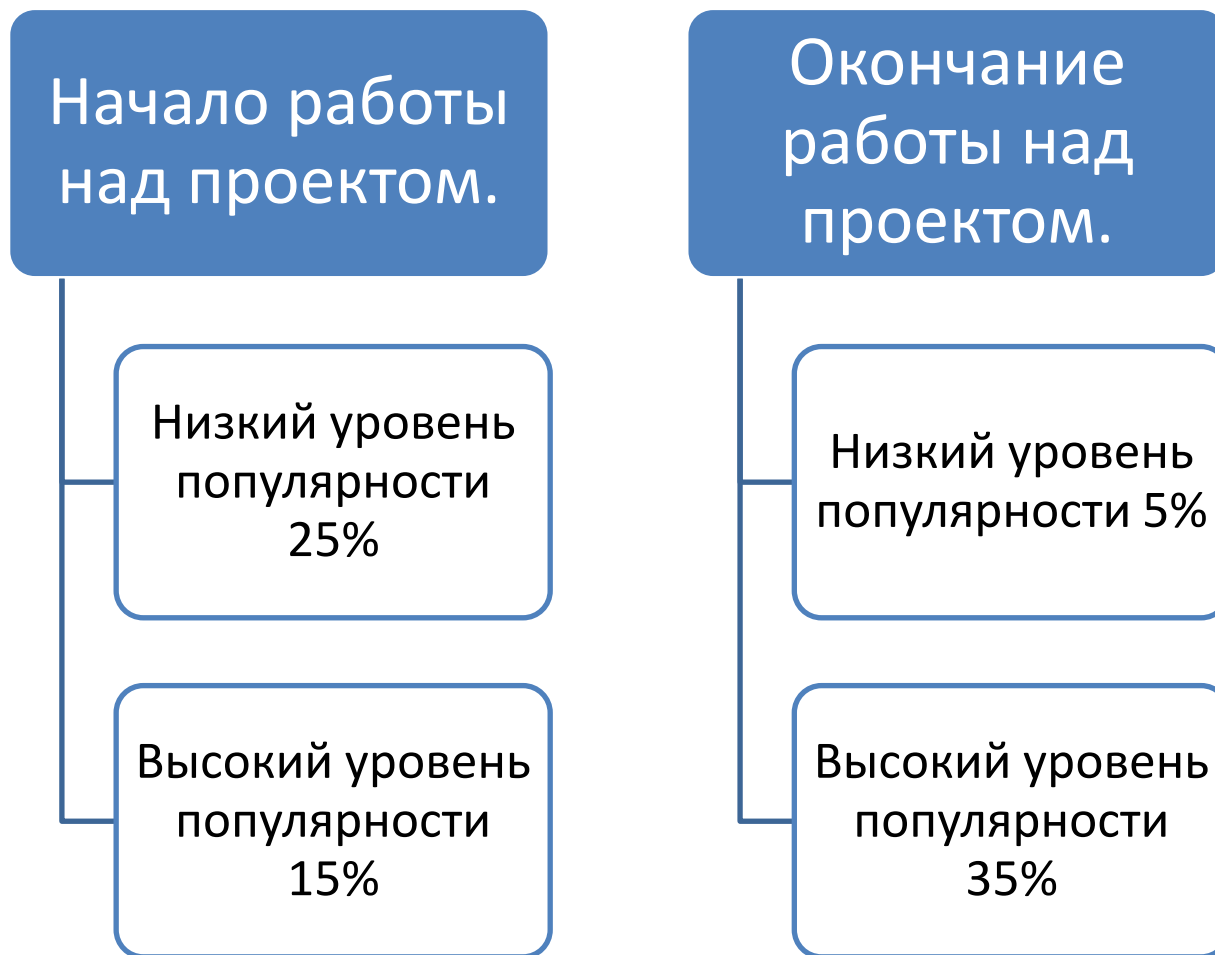 Начало работы
над проектом.
Низкий уровень
популярности
25%
Высокий уровень
популярности
15%
Окончание
работы над
проектом.
Низкий уровень
популярности 5%
Высокий уровень
популярности
35%